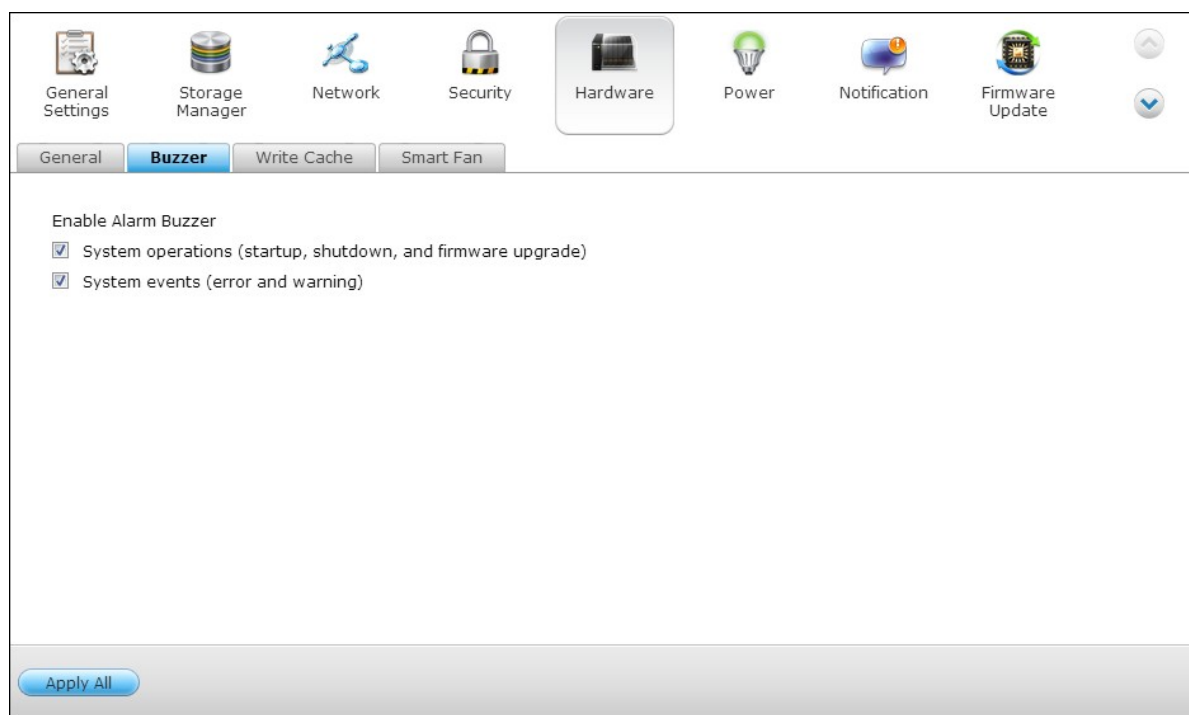 General
Settings
Storage
Manager
Network
Security
Hardware
Power
Notification
Firmware
Update
General
Buzzer
Write Cache
Smart Fan
Enable Alarm Buzzer
System operations (startup, shutdown, and firmware upgrade)
System events (error and warning)
Apply All